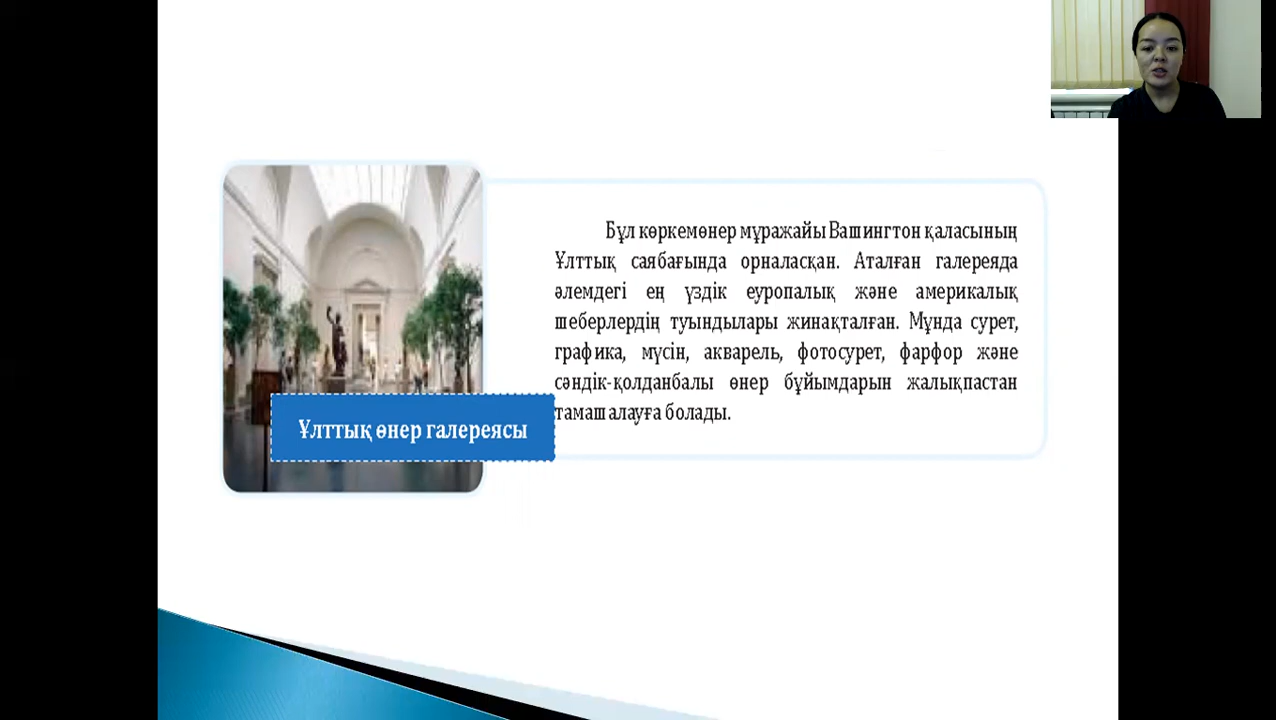 Бұл көркемөнер мұражайы Вашингтон қаласының
Ұлттық саябағында орналасқан. Аталған галереяда
әлемдегі ең үздік еуропалық және америкалық
шеберлердің туындылары жинақталған. Мұнда сурет,
графика, мүсін, акварель, фотосурет, фарфор және
сәндік-қолданбалы өнер бұйымдарын жалықпастан
тамашалауға болады.
Ұлттық өнер галереясы